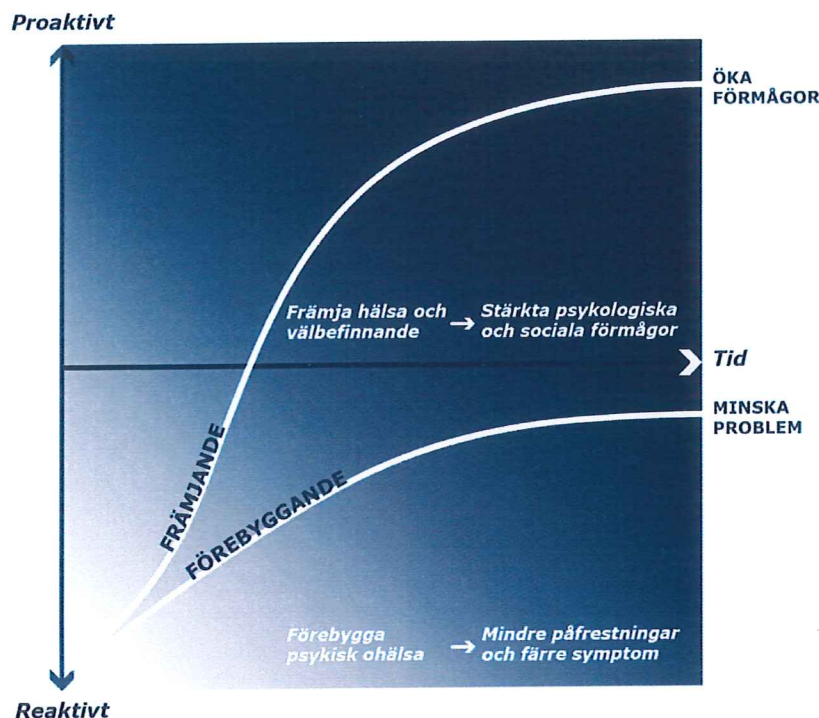 Proaktivt
ÖKA
FÖRMÅGOR
Främja hälsa och
välbefinnande
Stärkta psykologiska
och sociala förmågor
Tid
MINSKA
PROBLEM
FRÄMJANDE
FÖREBYGGANDE
Förebygga
psykisk ohälsa
Mindre påfrestningar
och färre symptom
Reaktivt